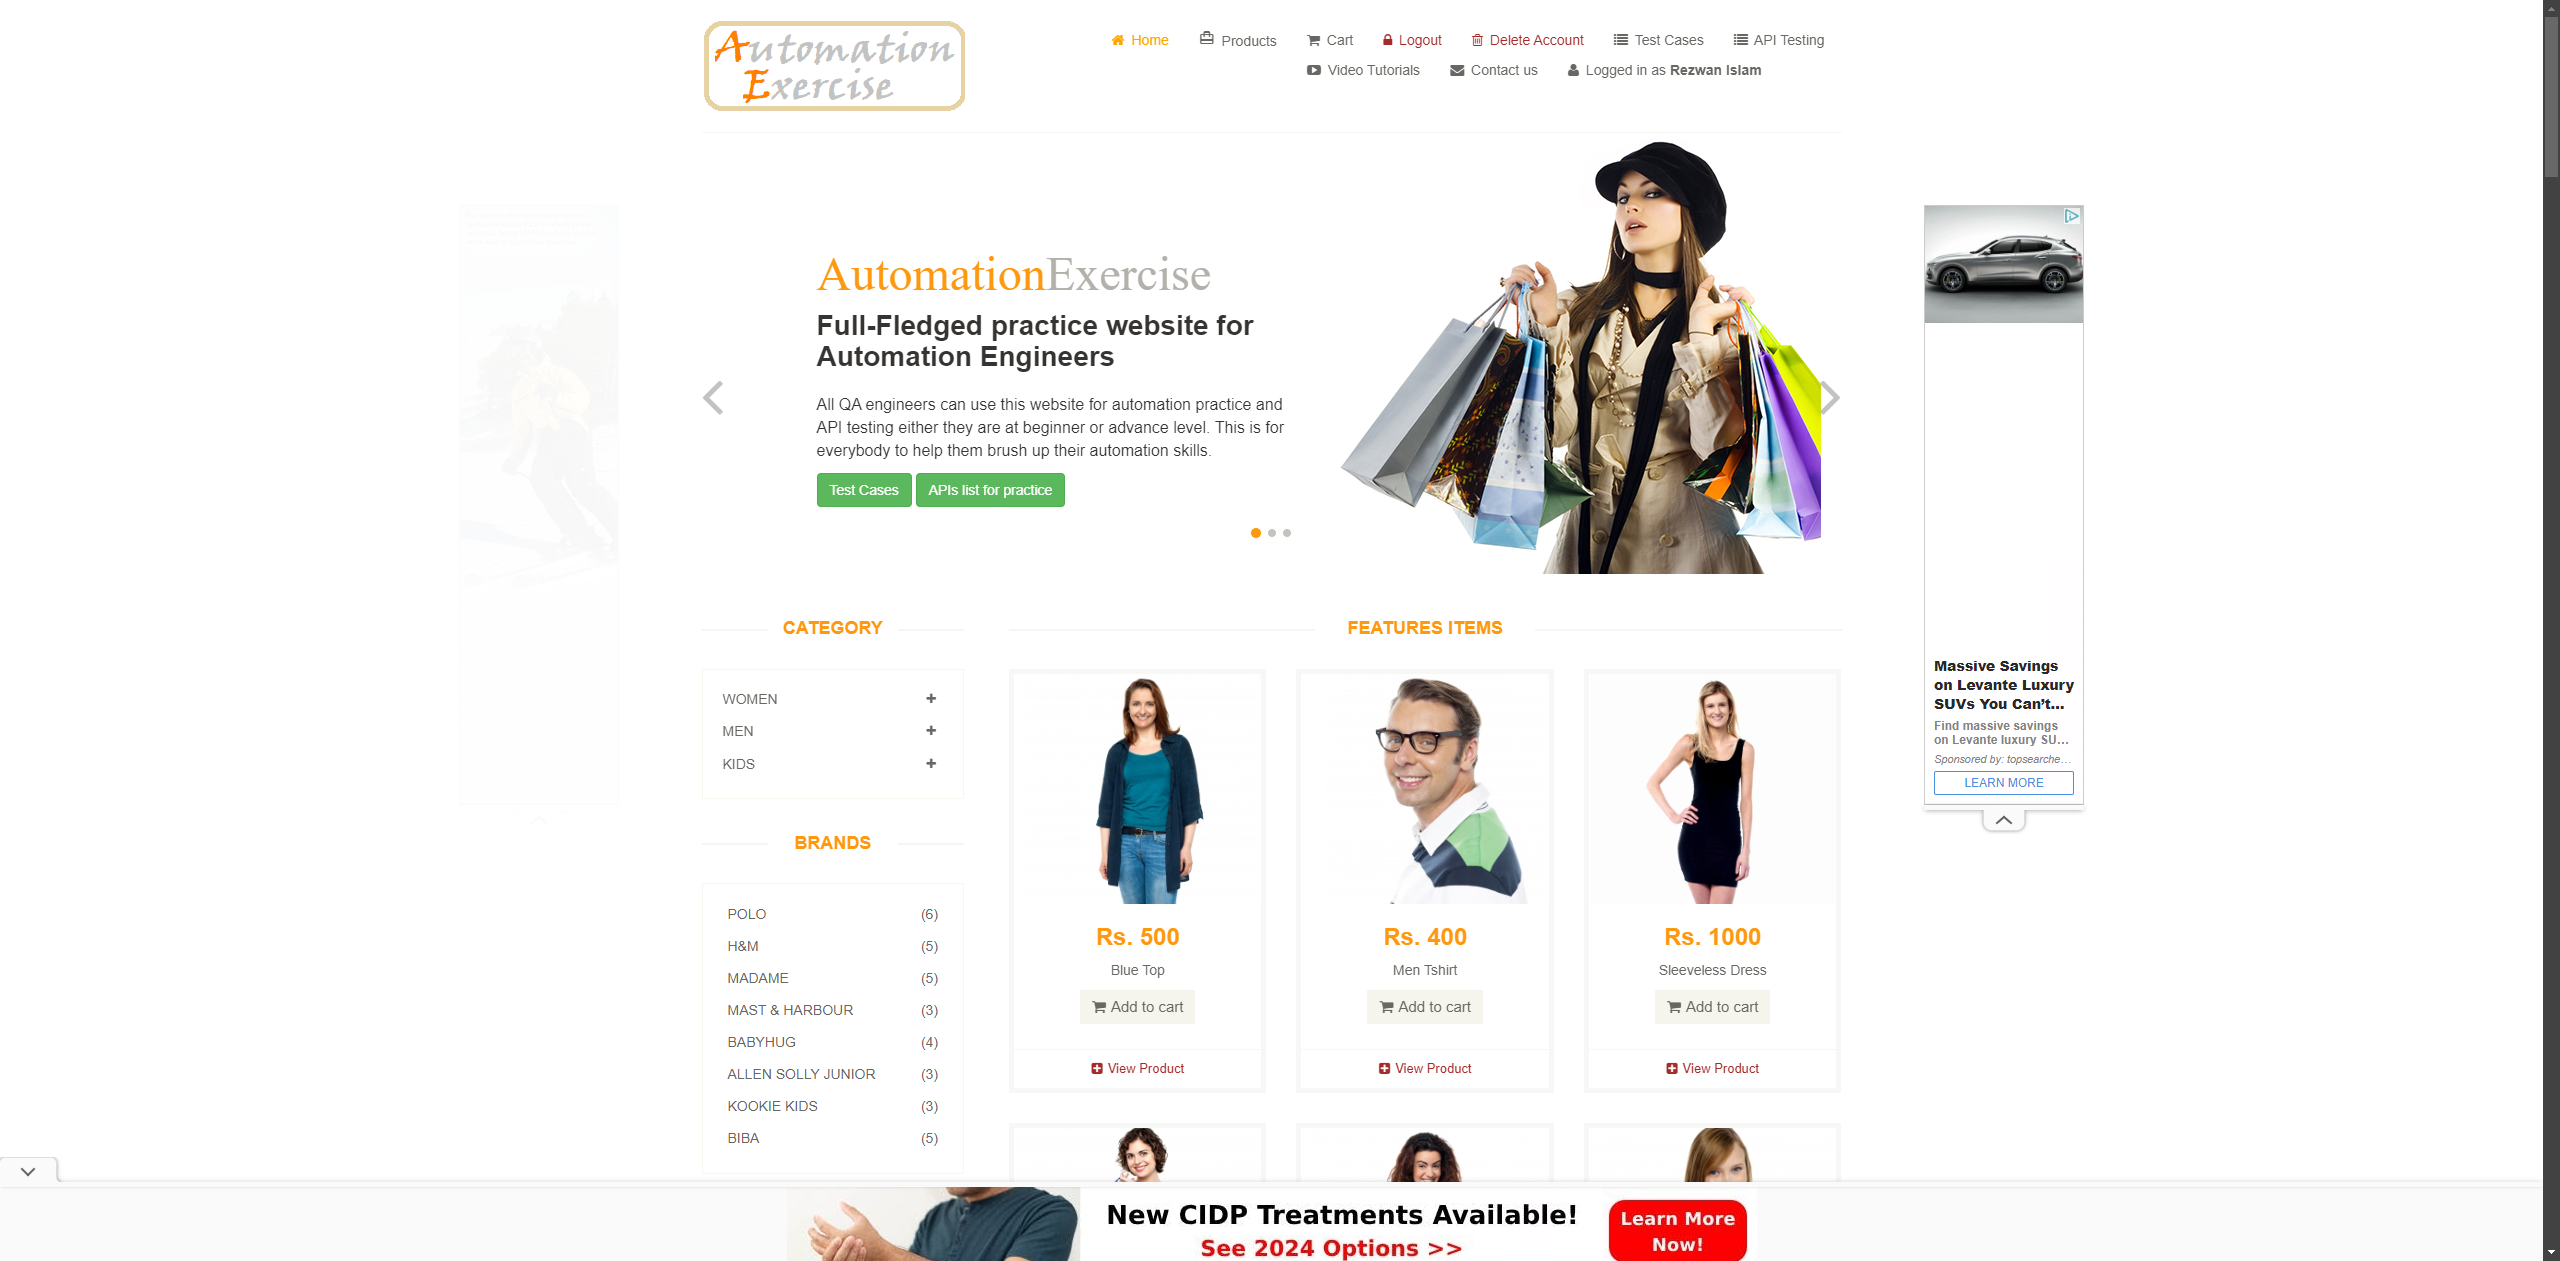 Automation
Exercise
Home
Products
Cart
Logout
Delete Account
Test Cases
API Testing
Video Tutorials
Contact us
Logged in as Rezwan Islam
AutomationExercise
Full-Fledged practice website for
Automation Engineers
All QA engineers can use this website for automation practice and
API testing either they are at beginner or advance level. This is for
everybody to help them brush up their automation skills.
Test Cases
APIs list for practice
CATEGORY
WOMEN
MEN
KIDS
BRANDS
POLO (6)
H&M (5)
MADAME (5)
MAST & HARBOUR (3)
BABYHUG (4)
ALLEN SOLLY JUNIOR (3)
KOOKIE KIDS (3)
BIBA (5)
FEATURES ITEMS
Rs. 500
Blue Top
Add to cart
View Product
Rs. 400
Men Tshirt
Add to cart
View Product
Rs. 1000
Sleeveless Dress
Add to cart
View Product
Massive Savings
on Levante Luxury
SUVs You Can't...
Find massive savings
on Levante luxury SU...
Sponsored by: topsearche...
LEARN MORE
New CIDP Treatments Available!
See 2024 Options >>
Learn More
Now!